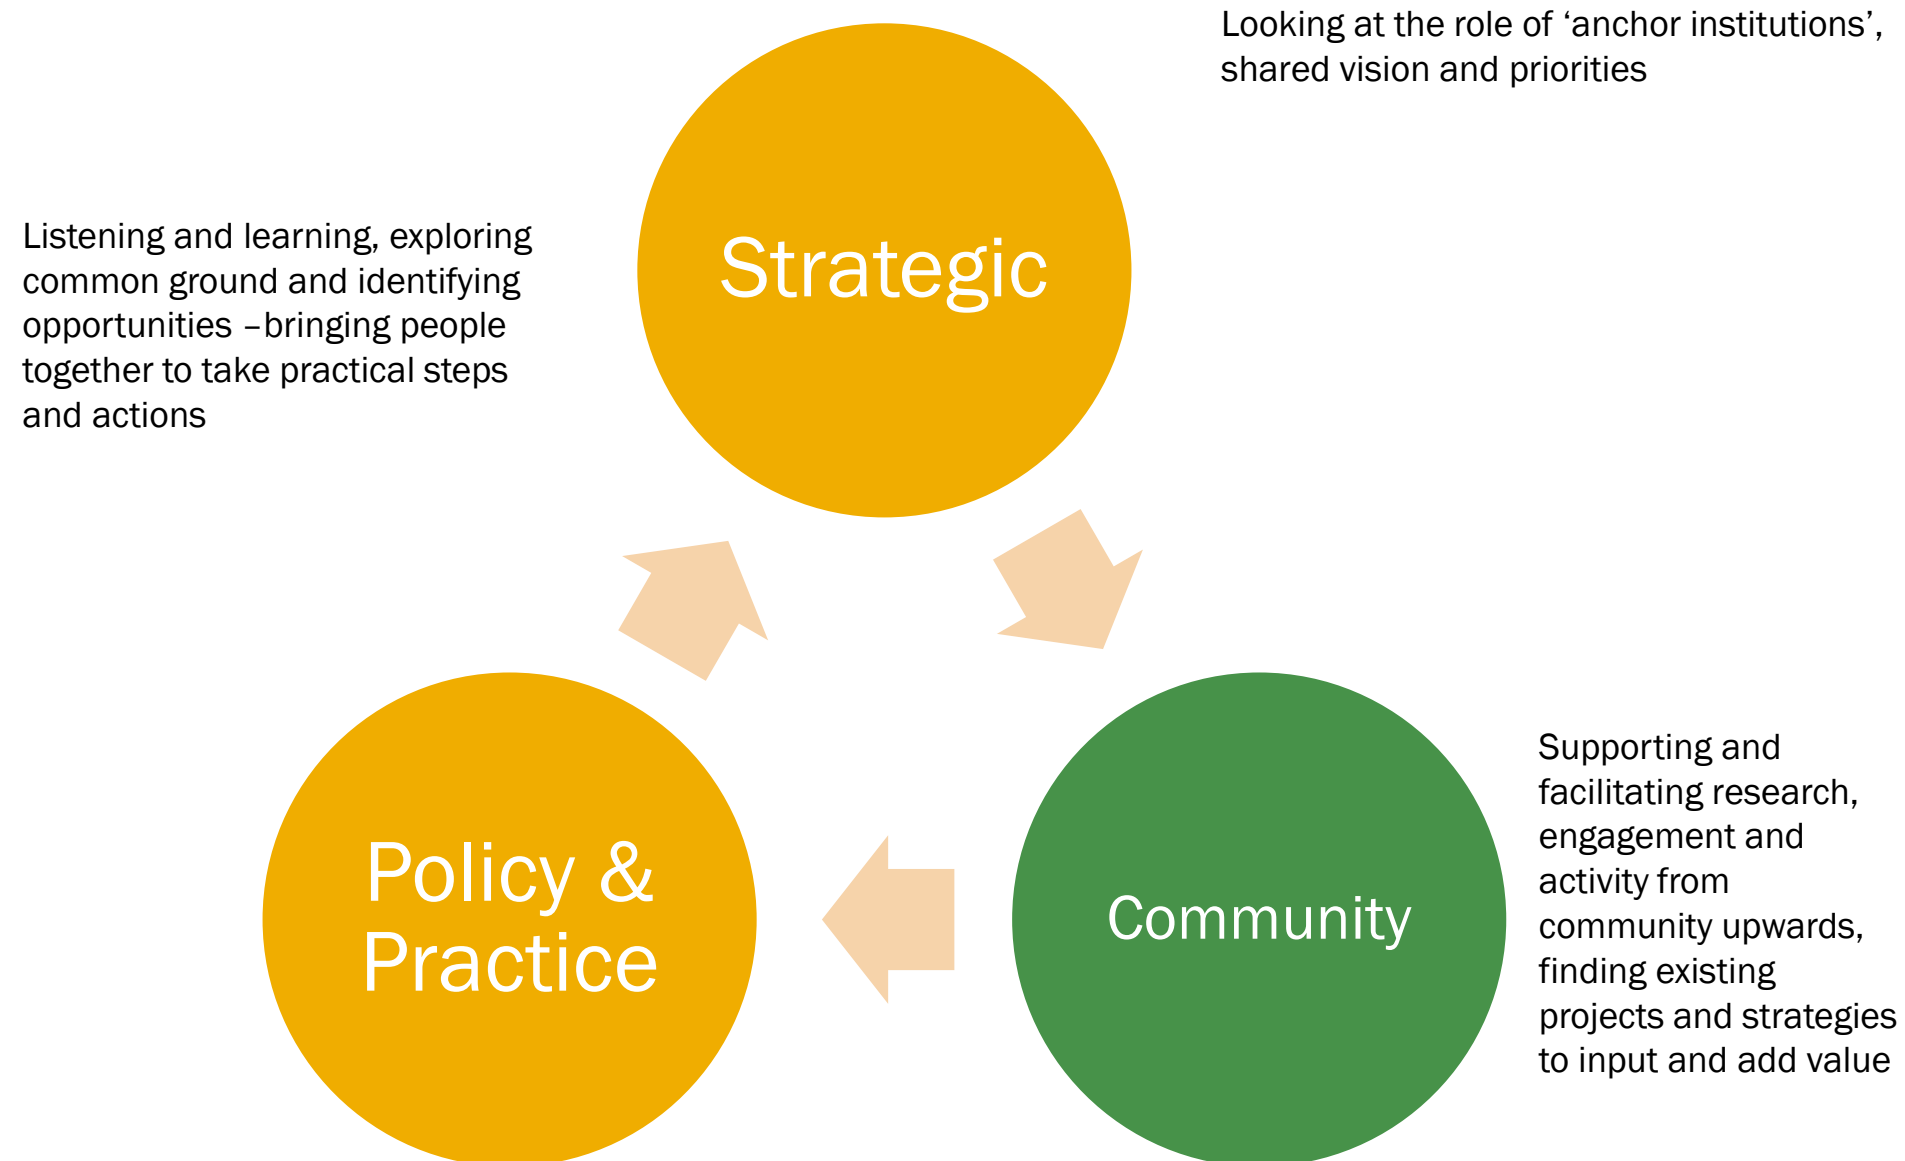 Looking at the role of ‘anchor institutions’,
shared vision and priorities
Strategic
Listening and learning, exploring
common ground and identifying
opportunities –bringing people
together to take practical steps
and actions
Policy &
Practice
Community
Supporting and
facilitating research,
engagement and
activity from
community upwards,
finding existing
projects and strategies
to input and add value